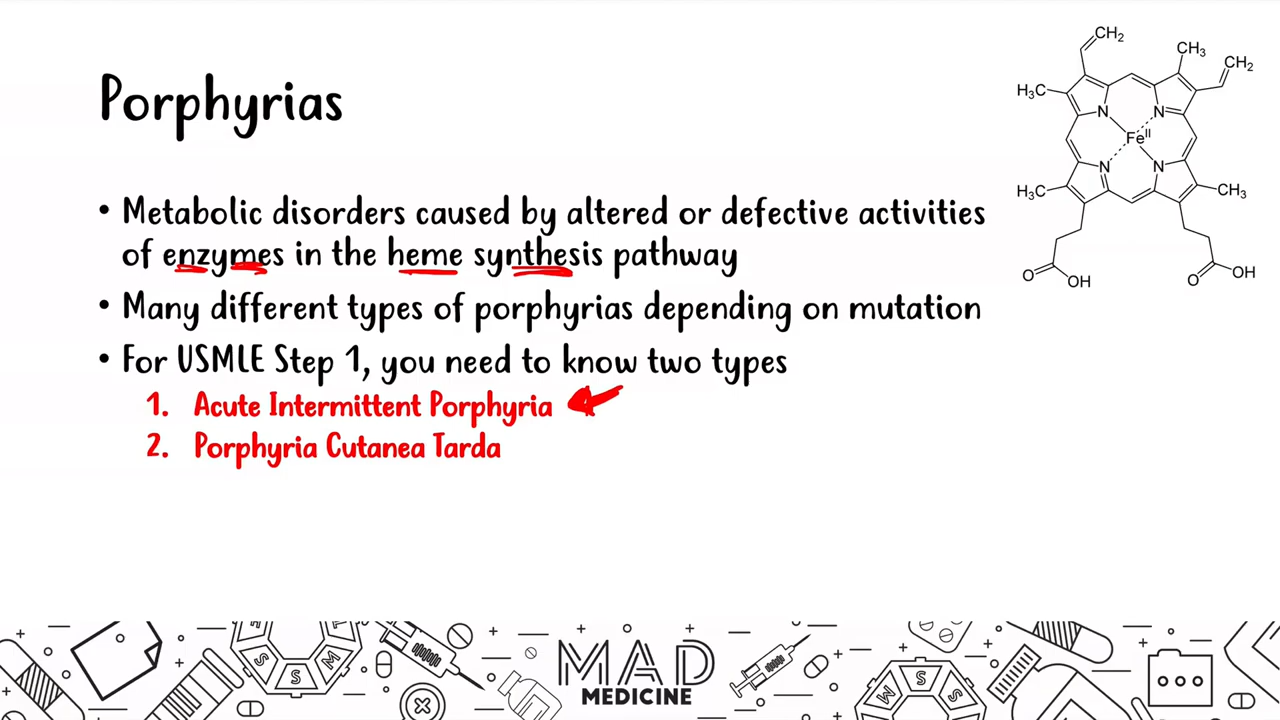 Porphyrias
• Metabolic disorders caused by altered or defective activities
of enzymes in the heme synthesis pathway
• Many different types of porphyrias depending on mutation
• For USMLE Step 1, you need to know two types
1. Acute Intermittent Porphyria
2. Porphyria Cutanea Tarda
CH₂
CH₃
CH₂
H₃C
N
N
Feᴵᴵ
N
N
H₃C
CH₃
O
OH
O
OH
MAD
MEDICINE
S
S
M
M
S
S